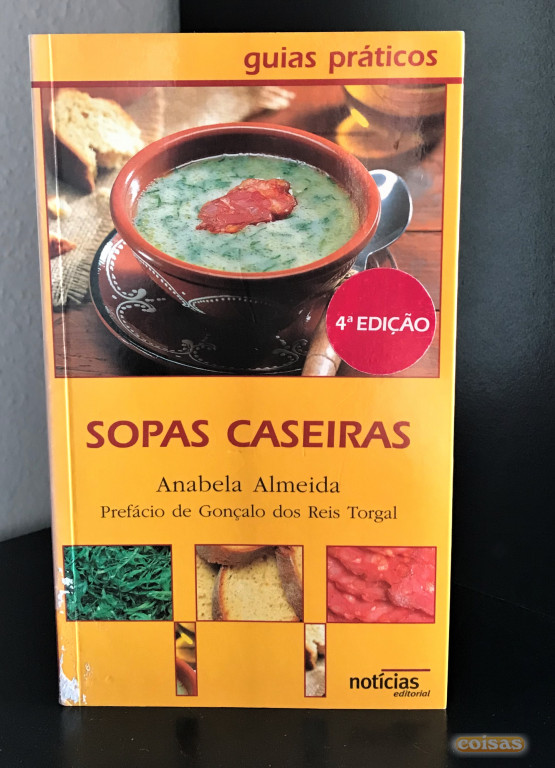 guias práticos
4ª EDIÇÃO
SOPAS CASEIRAS
Anabela Almeida
Prefácio de Gonçalo dos Reis Torgal
notícias
editorial
coisas